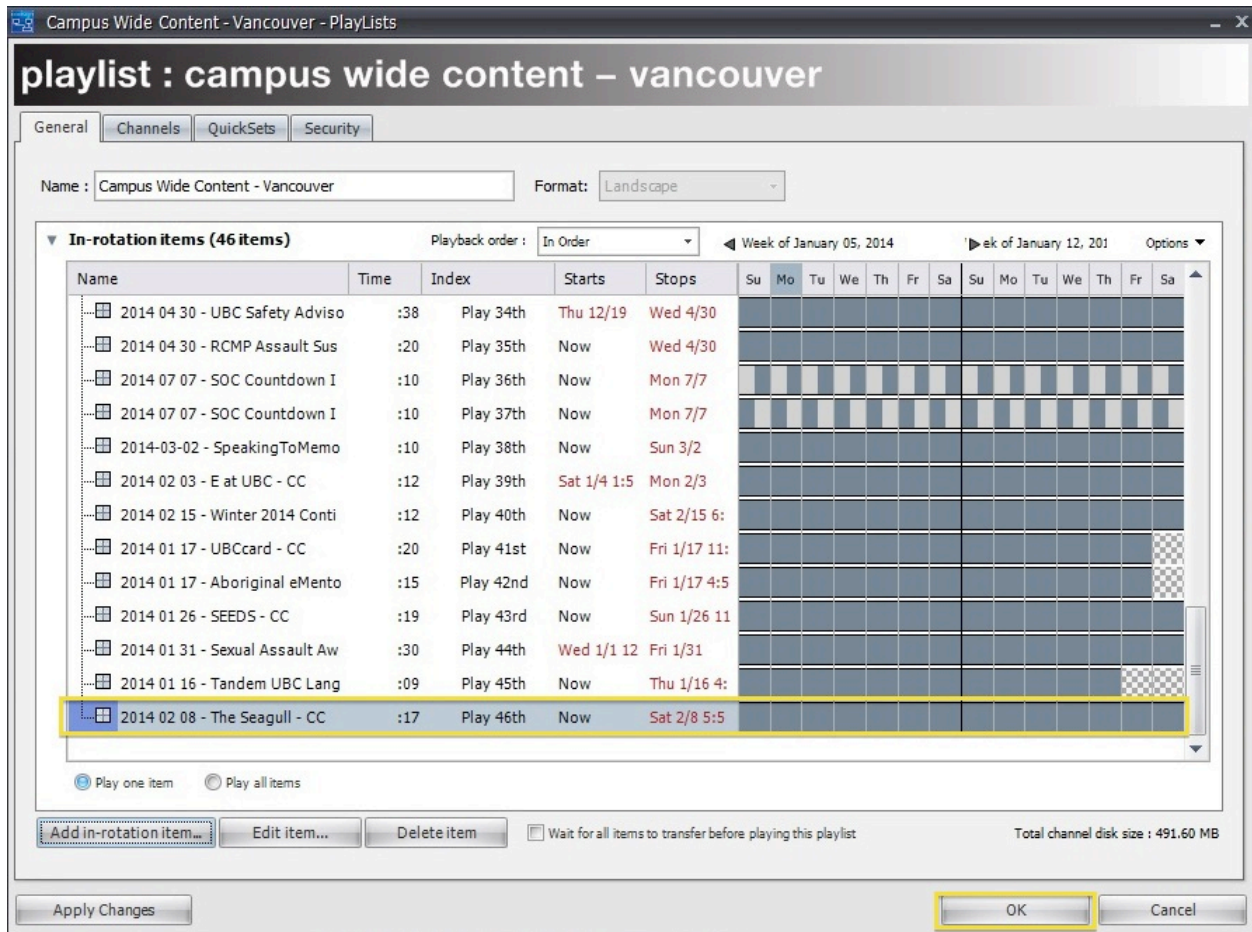 Campus Wide Content - Vancouver - PlayLists
playlist : campus wide content – vancouver
General Channels QuickSets Security
Name : Campus Wide Content - Vancouver Format: Landscape
In-rotation items (46 items) Playback order : In Order Week of January 05, 2014 ek of January 12, 201 Options
Name Time Index Starts Stops Su Mo Tu We Th Fr Sa Su Mo Tu We Th Fr Sa
2014 04 30 - UBC Safety Adviso :38 Play 34th Thu 12/19 Wed 4/30
2014 04 30 - RCMP Assault Sus :20 Play 35th Now Wed 4/30
2014 07 07 - SOC Countdown I :10 Play 36th Now Mon 7/7
2014 07 07 - SOC Countdown I :10 Play 37th Now Mon 7/7
2014-03-02 - SpeakingToMemo :10 Play 38th Now Sun 3/2
2014 02 03 - E at UBC - CC :12 Play 39th Sat 1/4 1:5 Mon 2/3
2014 02 15 - Winter 2014 Conti :12 Play 40th Now Sat 2/15 6:
2014 01 17 - UBCcard - CC :20 Play 41st Now Fri 1/17 11:
2014 01 17 - Aboriginal eMento :15 Play 42nd Now Fri 1/17 4:5
2014 01 26 - SEEDS - CC :19 Play 43rd Now Sun 1/26 11
2014 01 31 - Sexual Assault Aw :30 Play 44th Wed 1/1 12 Fri 1/31
2014 01 16 - Tandem UBC Lang :09 Play 45th Now Thu 1/16 4:
2014 02 08 - The Seagull - CC :17 Play 46th Now Sat 2/8 5:5
Play one item Play all items
Add in-rotation item... Edit item... Delete item Wait for all items to transfer before playing this playlist Total channel disk size : 491.60 MB
Apply Changes OK Cancel